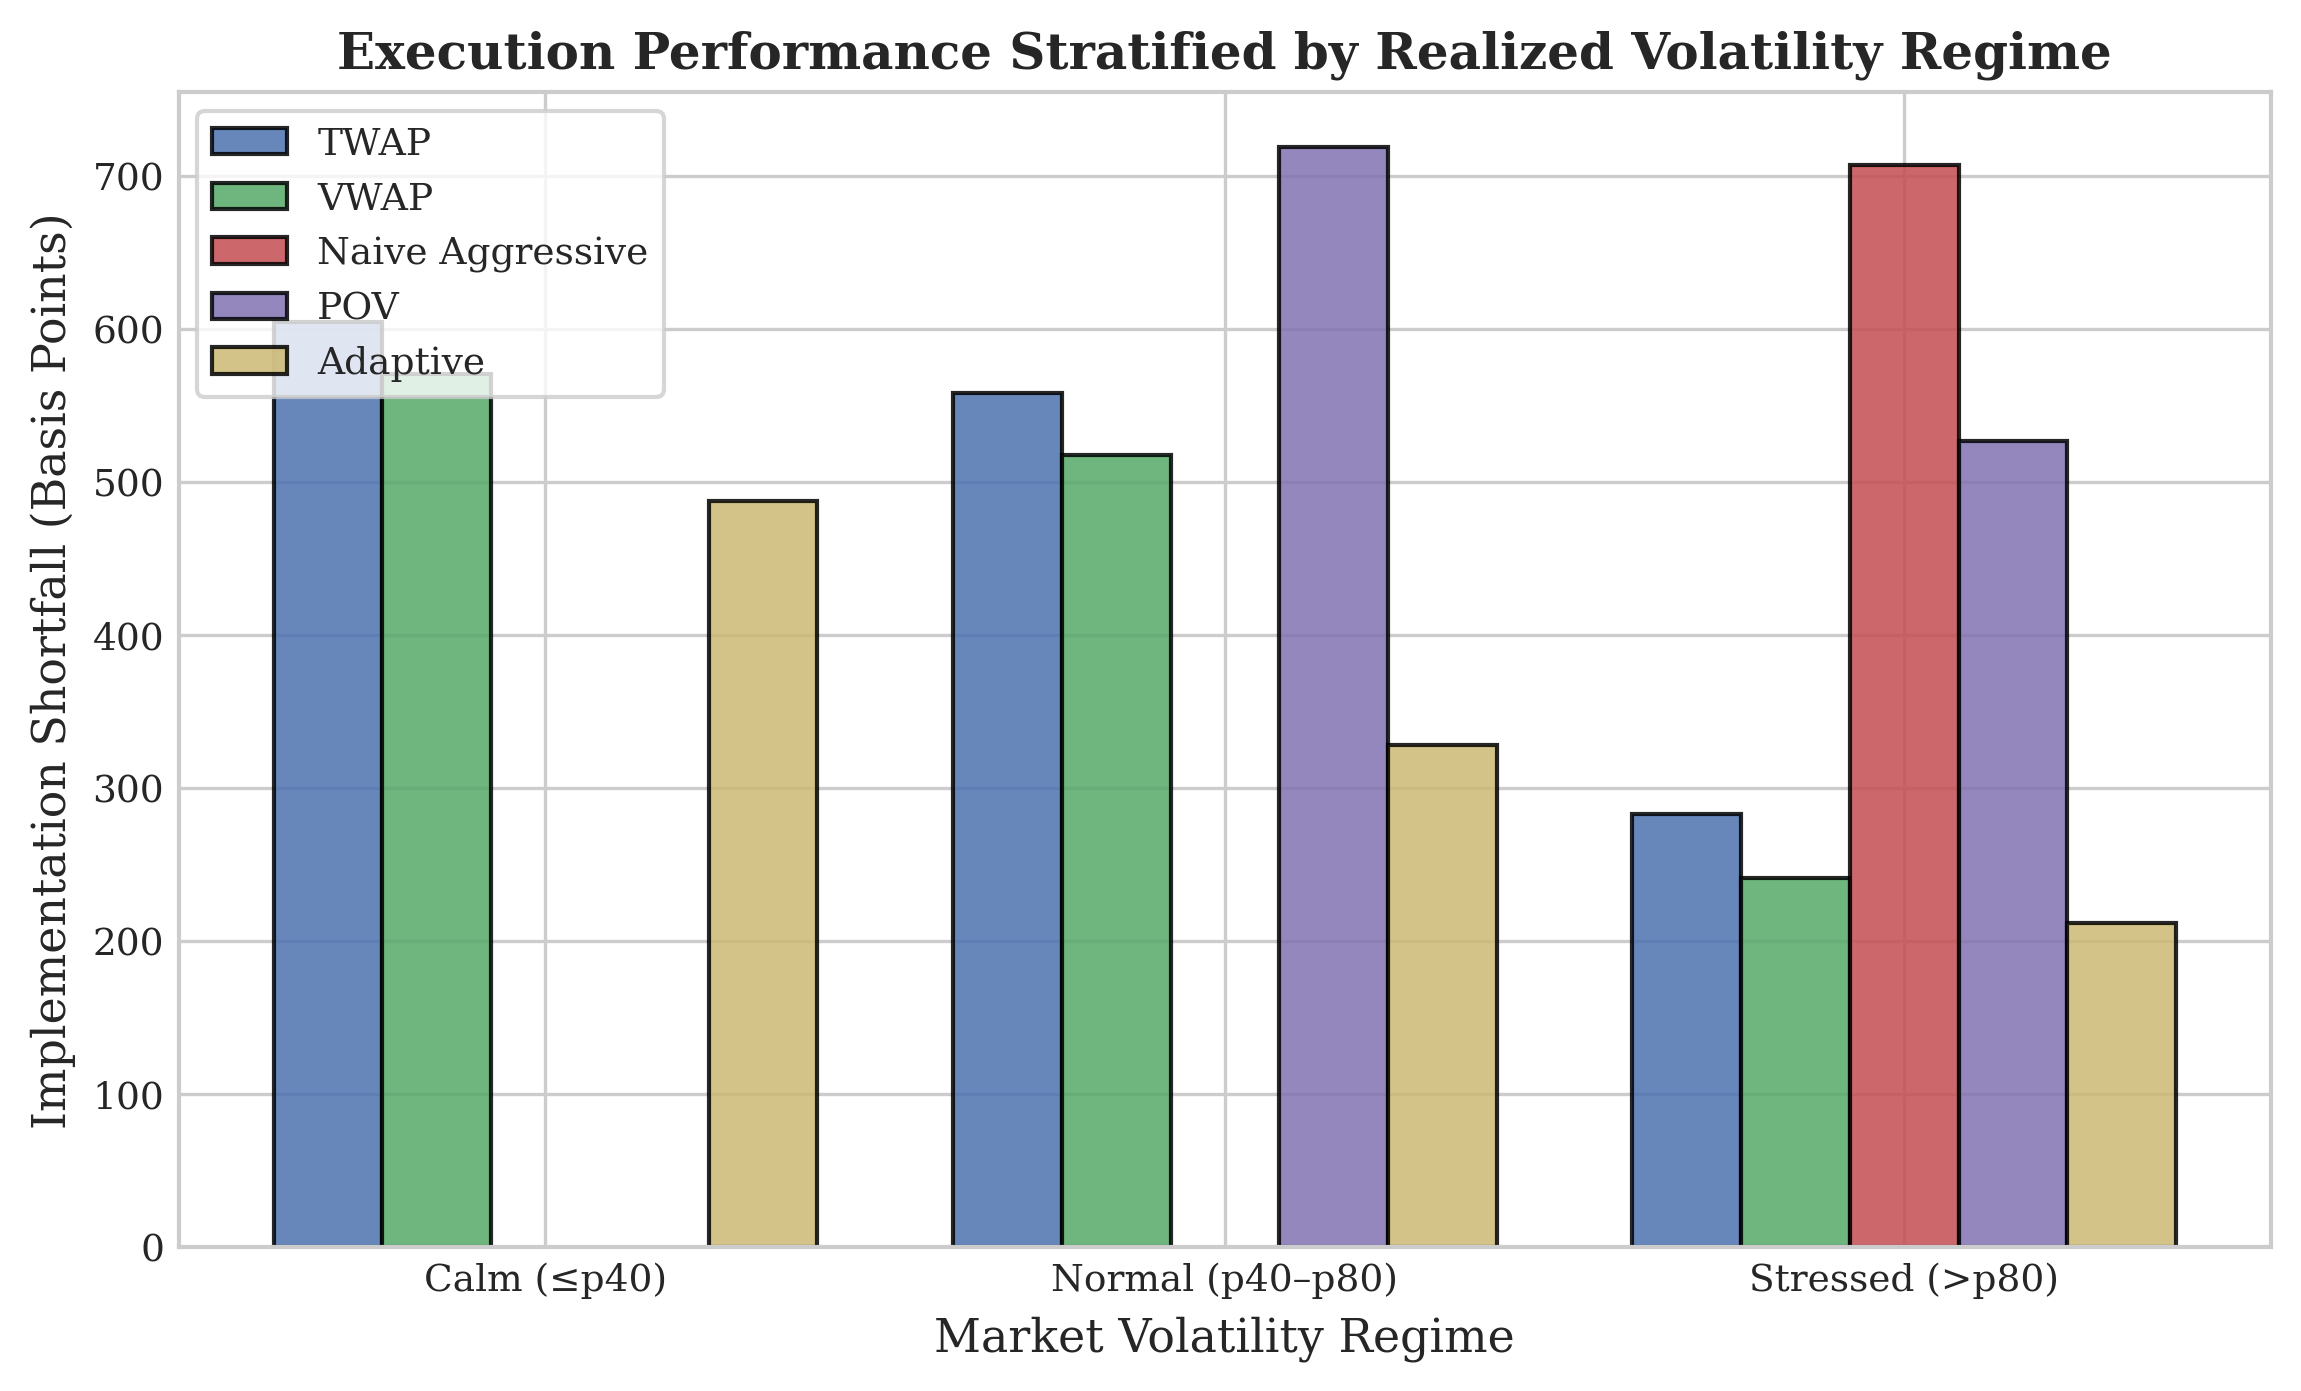 Execution Performance Stratified by Realized Volatility Regime
TWAP
VWAP
Naive Aggressive
POV
Adaptive
Implementation Shortfall (Basis Points)
700
600
500
400
300
200
100
0
Calm (≤p40)
Normal (p40–p80)
Stressed (>p80)
Market Volatility Regime